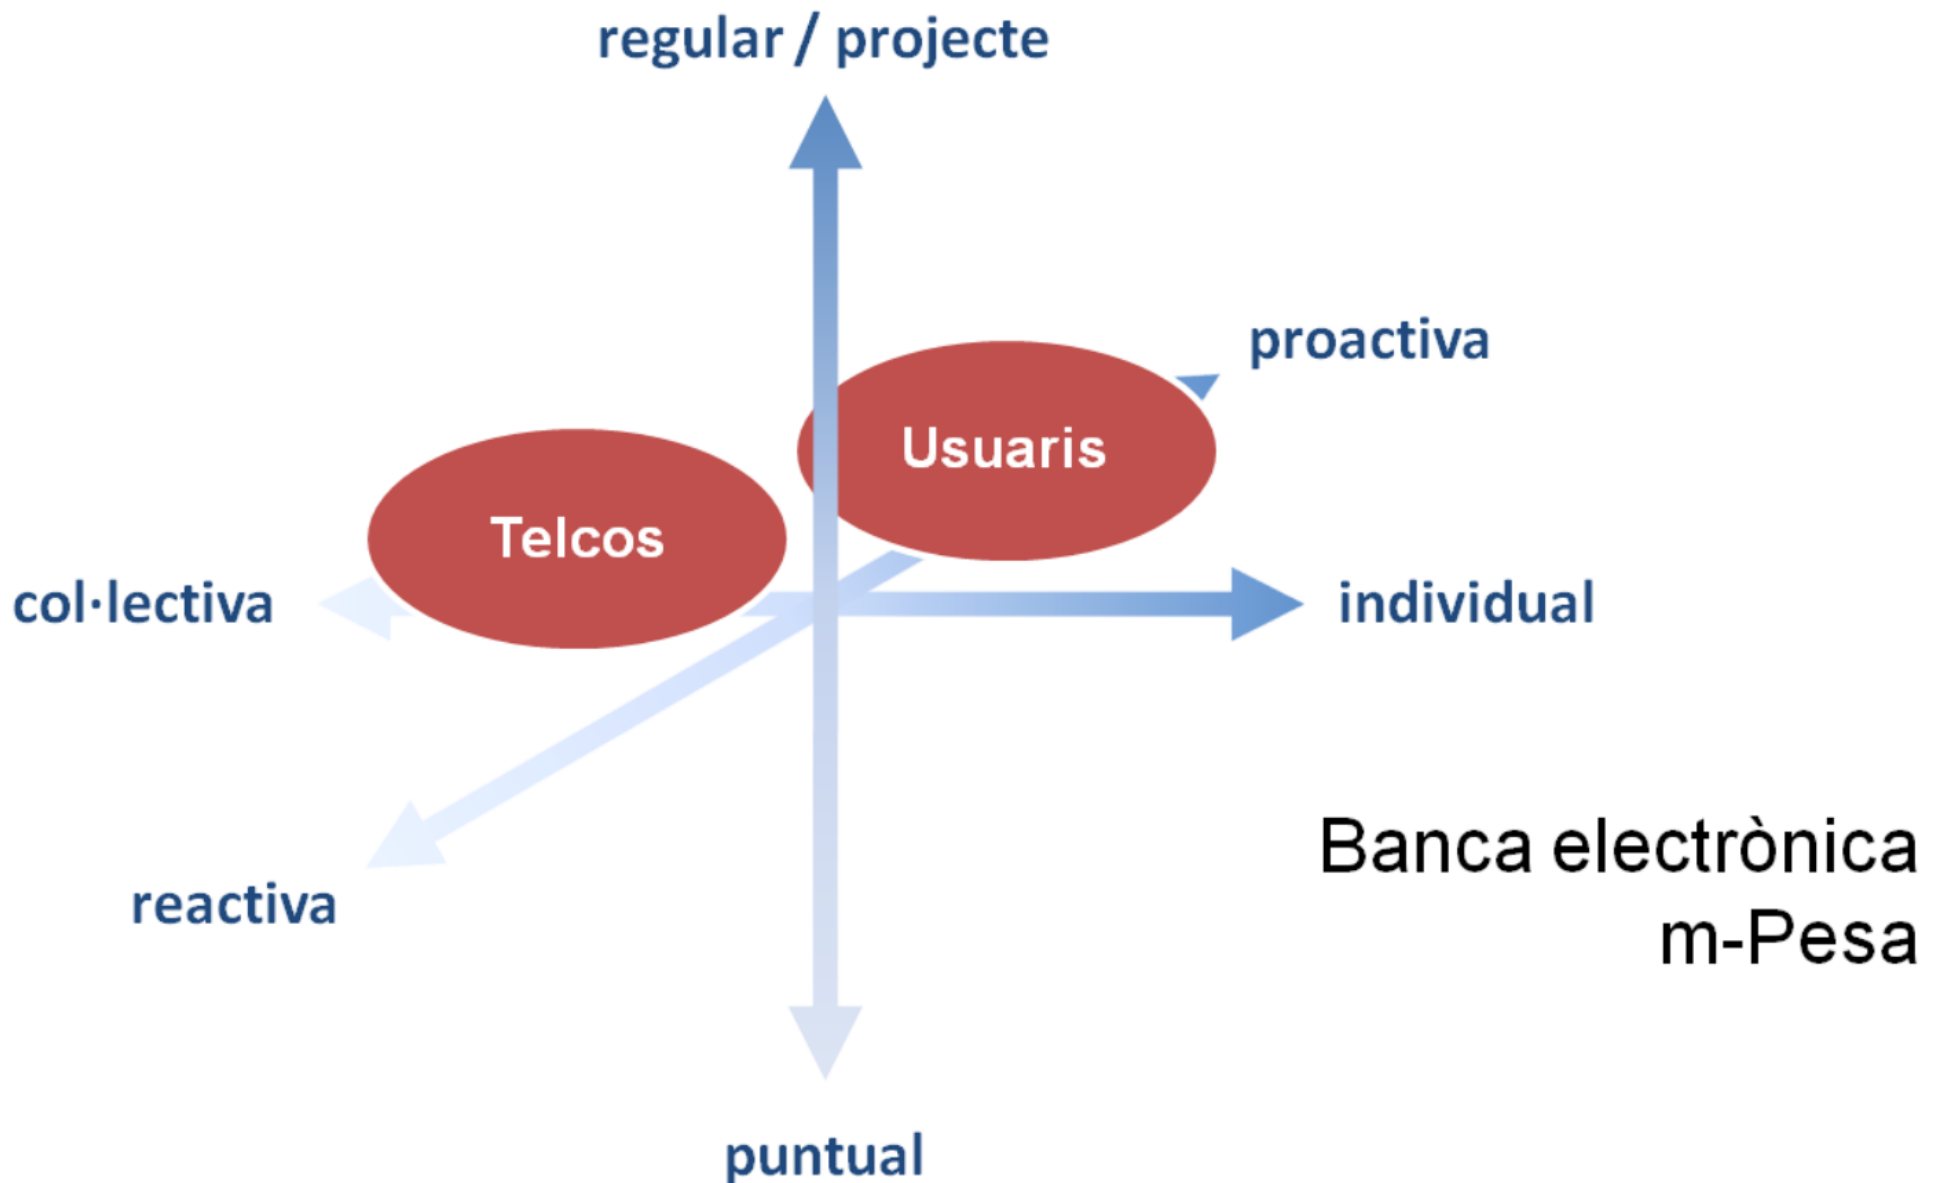 regular / projecte
proactiva
Usuaris
Telcos
col·lectiva
individual
reactiva
Banca electrònica
m-Pesa
puntual